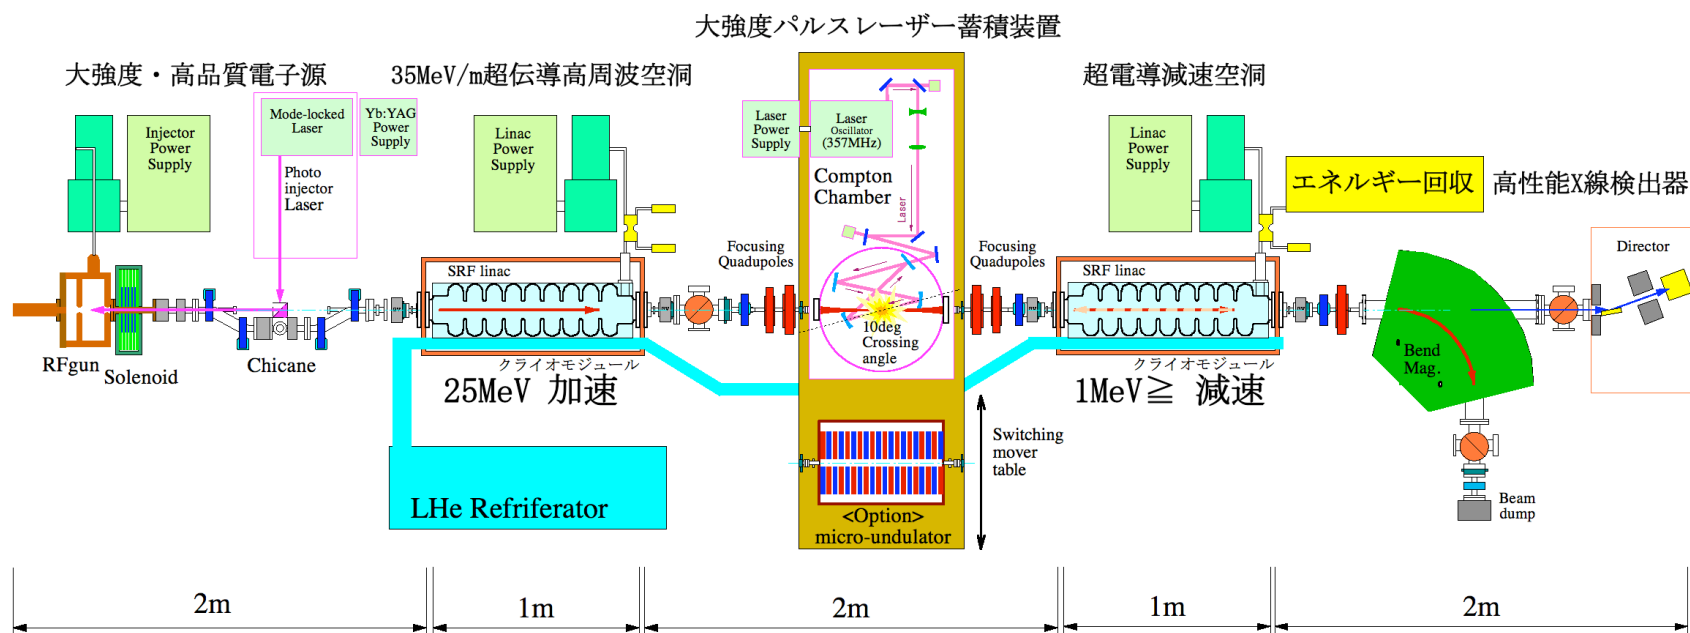 大強度パルスレーザー蓄積装置
大強度・高品質電子源
35MeV/m超伝導高周波空洞
超電導減速空洞
Injector
Power
Supply
Mode-locked
Laser
Yb:YAG
Power
Supply
Photo
injector
Laser
Linac
Power
Supply
Laser
Power
Supply
Laser
Oscillator
(357MHz)
Compton
Chamber
Laser
Linac
Power
Supply
エネルギー回収
高性能X線検出器
Director
Focusing
Quadupoles
Focusing
Quadupoles
SRF linac
SRF linac
10deg
Crossing
angle
RFgun
Solenoid
Chicane
クライオモジュール
25MeV 加速
クライオモジュール
1MeV≧ 減速
Bend
Mag.
Switching
mover
table
LHe Refriferator
<Option>
micro-undulator
Beam
dump
2m
1m
2m
1m
2m